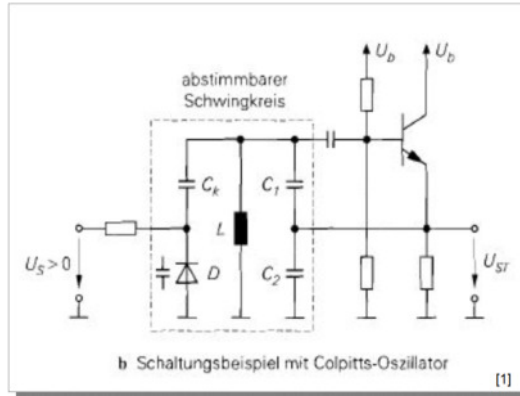 U_b U_b
abstimmbarer
Schwingkreis
C_k C_1
L
U_S>0 D C_2 U_ST
b Schaltungsbeispiel mit Colpitts-Oszillator
[1]